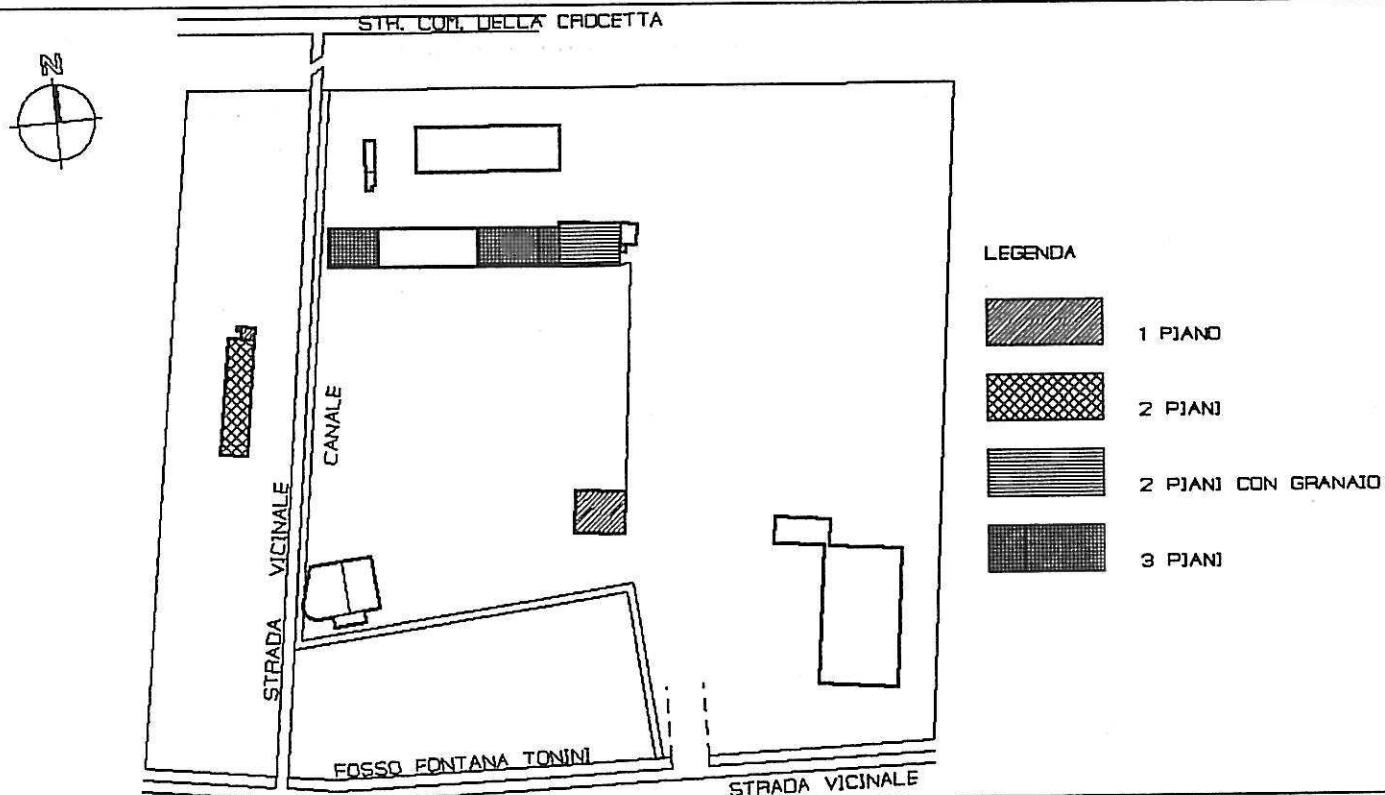 STR. COM. DELLA CROCETTA
N
LEGENDA
1 PIANO
2 PIANI
2 PIANI CON GRANAIO
3 PIANI
CANALE
STRADA VICINALE
FOSSO FONTANA TONINI
STRADA VICINALE